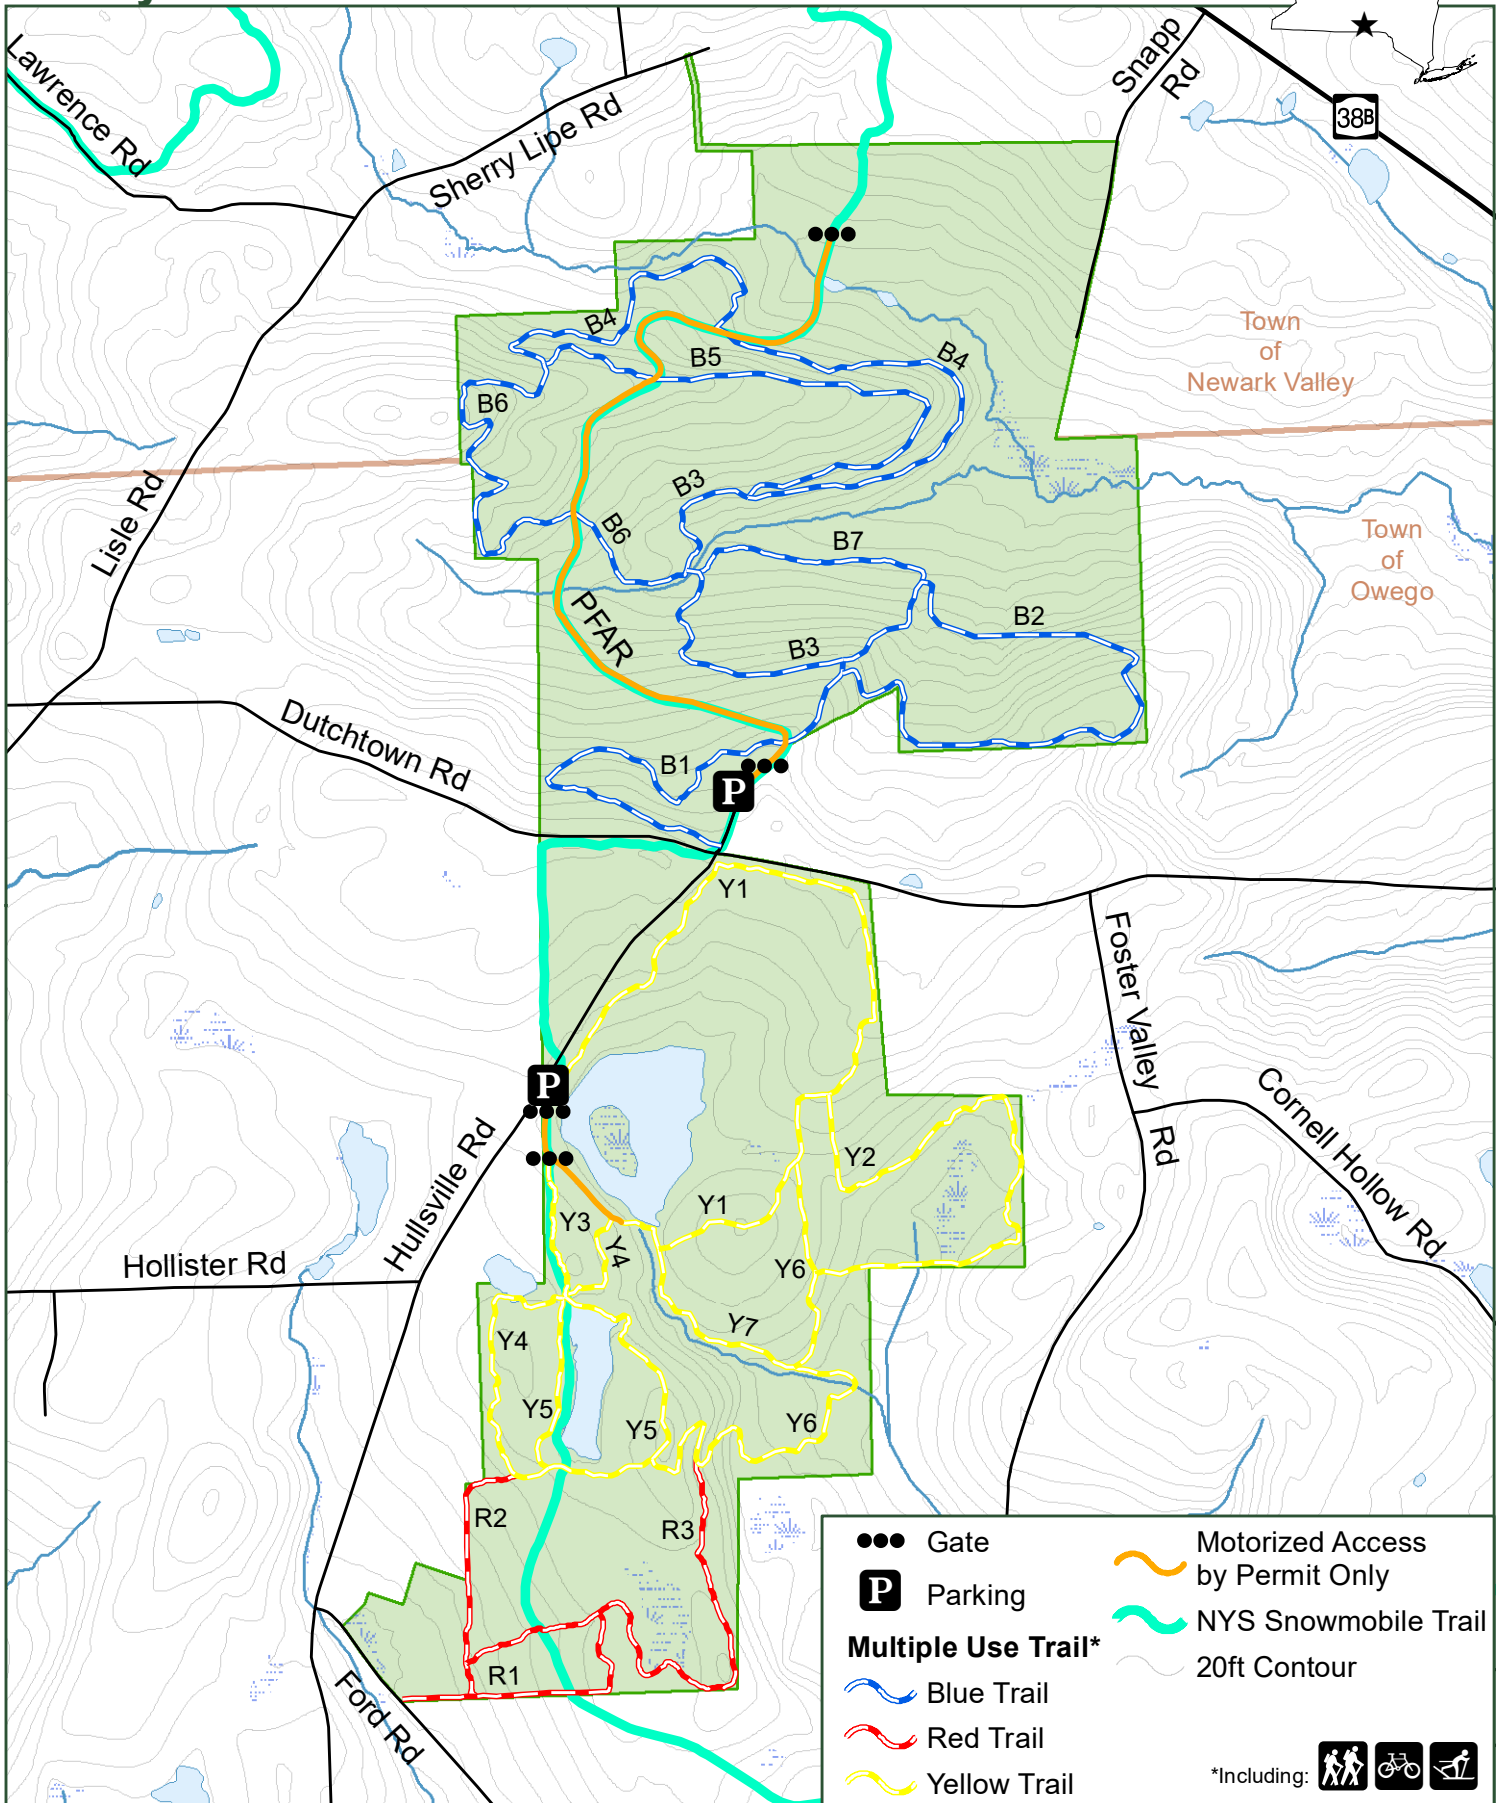 Lawrence Rd
Sherry Lipe Rd
Snapp
Rd
38B
Town
of
Newark Valley
B4
B5
B4
B6
B3
B6
Lisle Rd
Town
of
Owego
B7
PFAR
B2
B3
Dutchtown Rd
B1
P
Y1
Foster Valley
Rd
Cornell Hollow Rd
P
Hullsville Rd
Y2
Y1
Y3
Y4
Hollister Rd
Y6
Y7
Y4
Y5
Y5
Y6
R2
R3
R1
Ford Rd
Gate
P Parking
Multiple Use Trail*
Blue Trail
Red Trail
Yellow Trail
Motorized Access
by Permit Only
NYS Snowmobile Trail
20ft Contour
*Including: